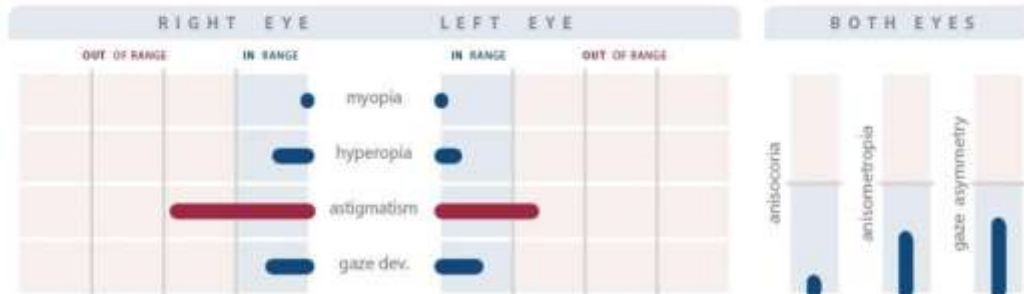 RIGHT EYE LEFT EYE BOTH EYES
OUT OF RANGE IN RANGE IN RANGE OUT OF RANGE
myopia
hyperopia
astigmatism
gaze dev.
anisocoria
anisometropia
gaze asymmetry